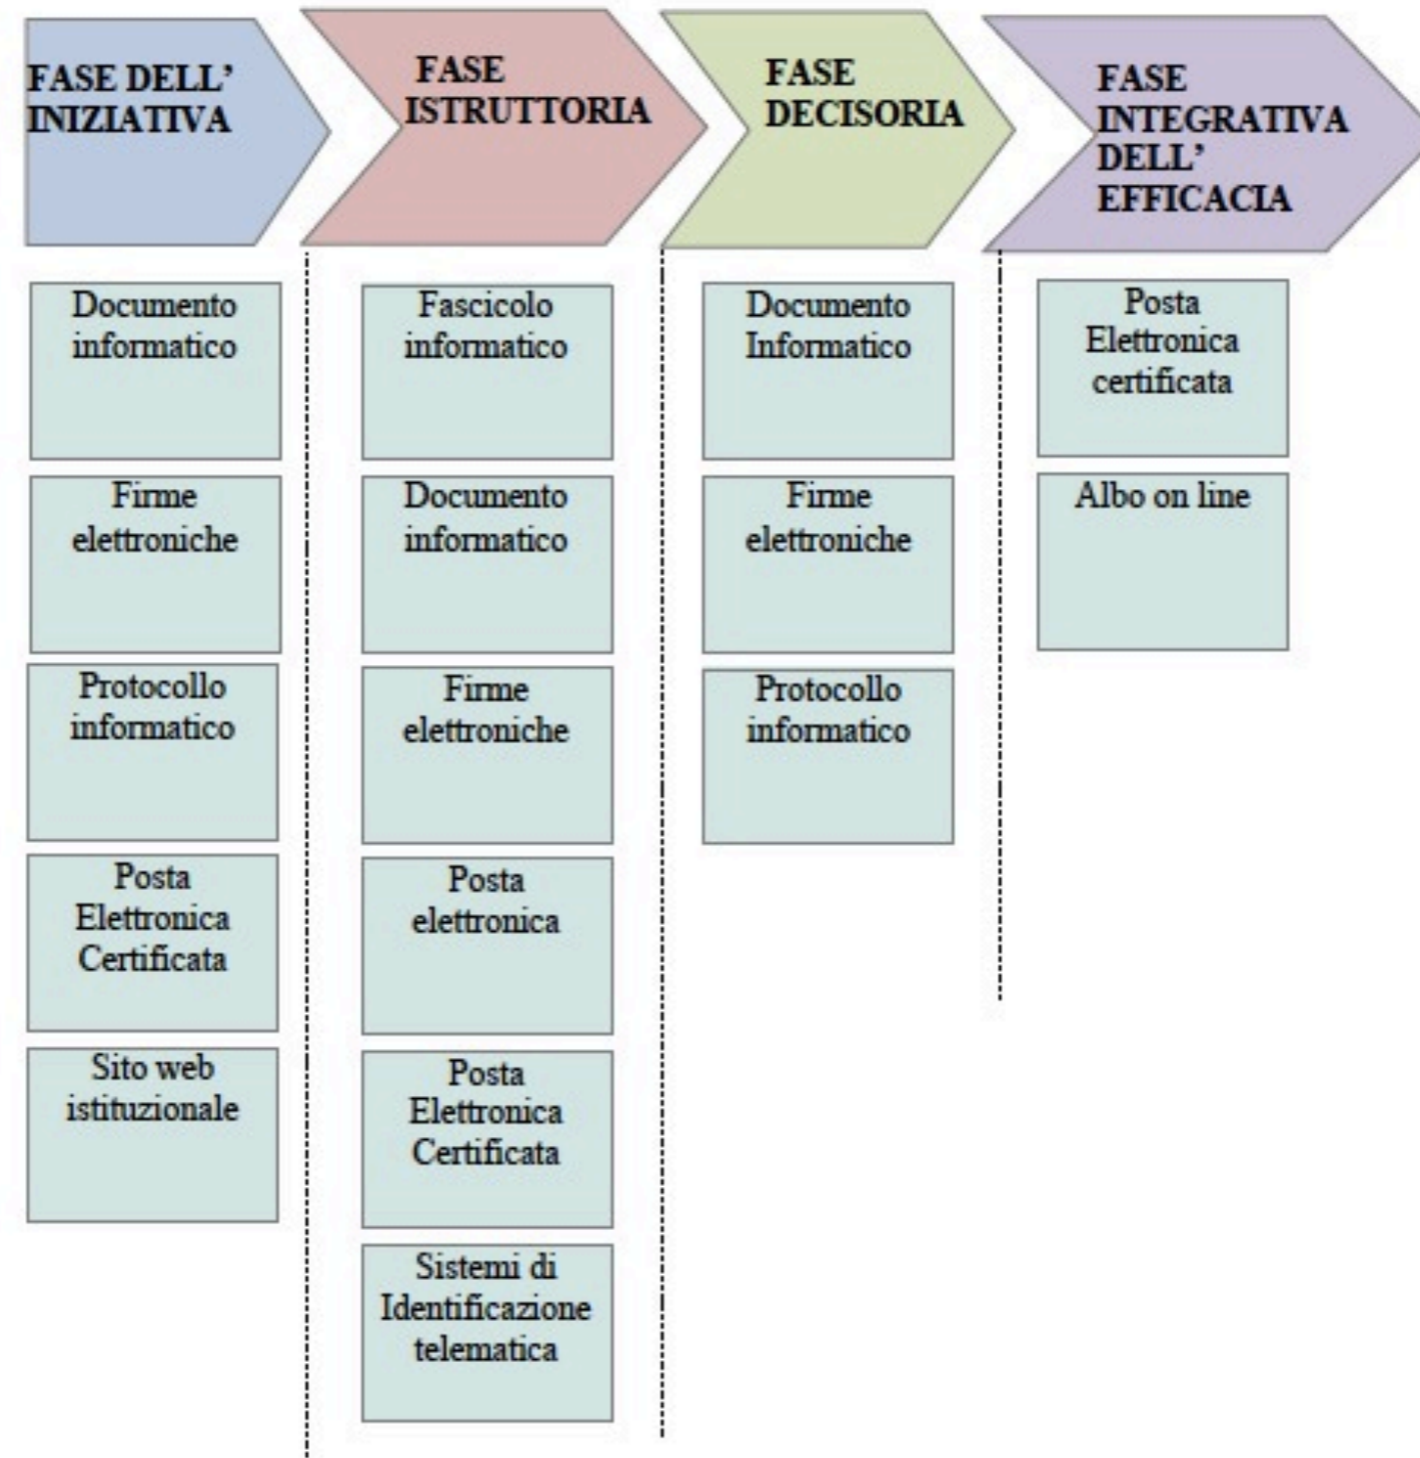 FASE DELL’
INIZIATIVA
FASE
ISTRUTTORIA
FASE
DECISORIA
FASE
INTEGRATIVA
DELL’
EFFICACIA
Documento
informatico
Firme
elettroniche
Protocollo
informatico
Posta
Elettronica
Certificata
Sito web
istituzionale
Fascicolo
informatico
Documento
informatico
Firme
elettroniche
Posta
elettronica
Posta
Elettronica
Certificata
Sistemi di
Identificazione
telematica
Documento
Informatico
Firme
elettroniche
Protocollo
informatico
Posta
Elettronica
certificata
Albo on line